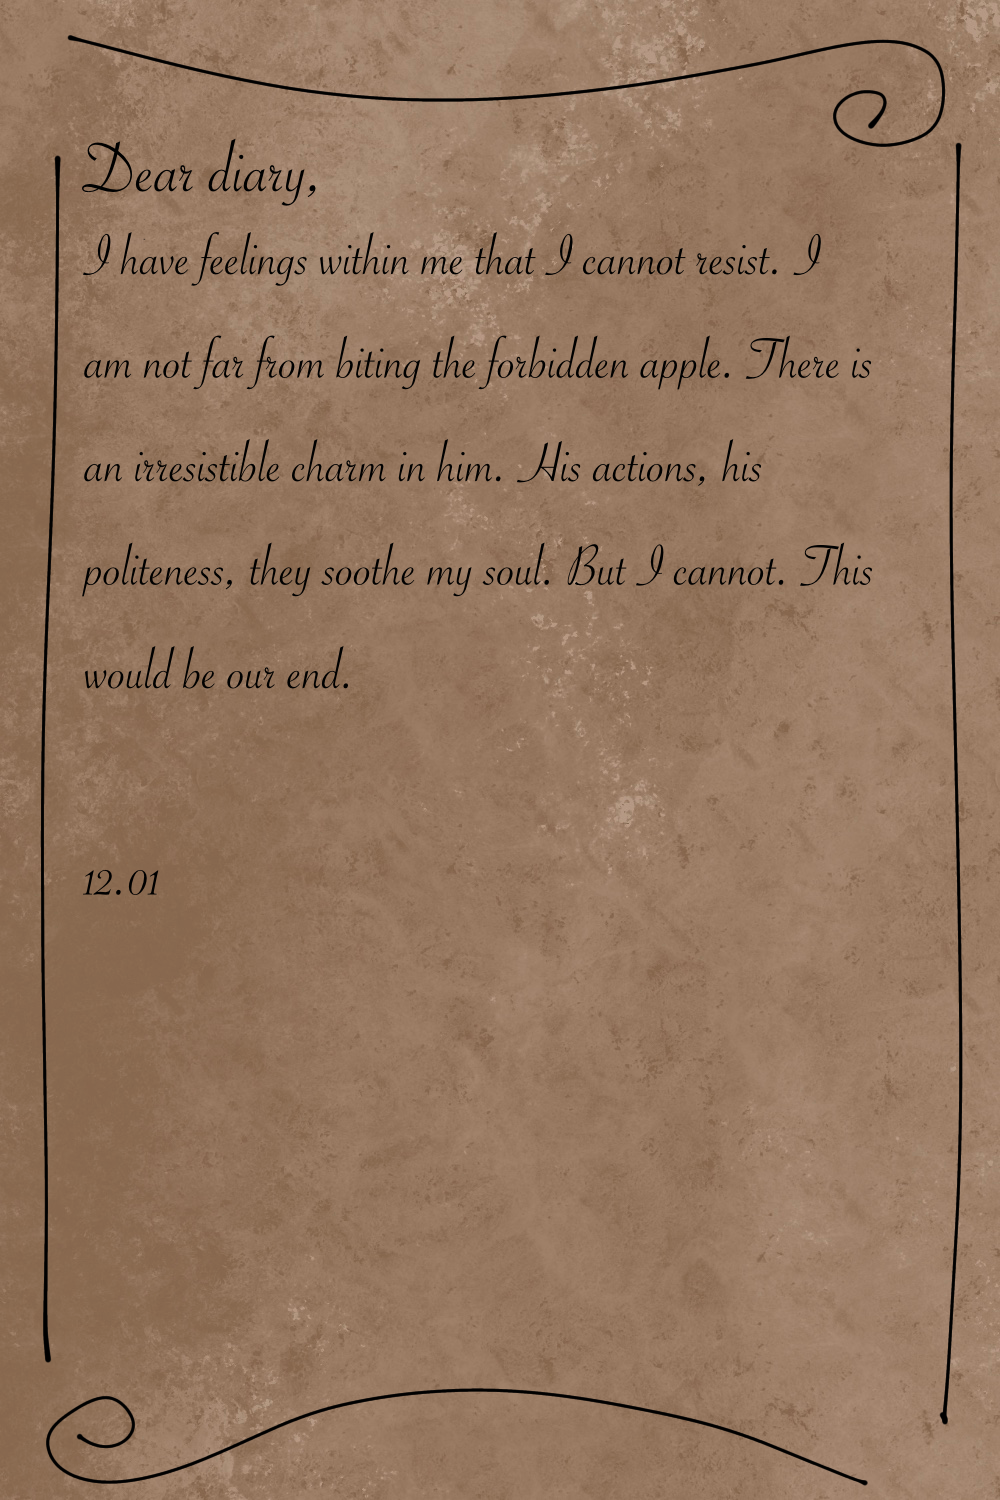 Dear diary,
I have feelings within me that I cannot resist. I
am not far from biting the forbidden apple. There is
an irresistible charm in him. His actions, his
politeness, they soothe my soul. But I cannot. This
would be our end.
12.01